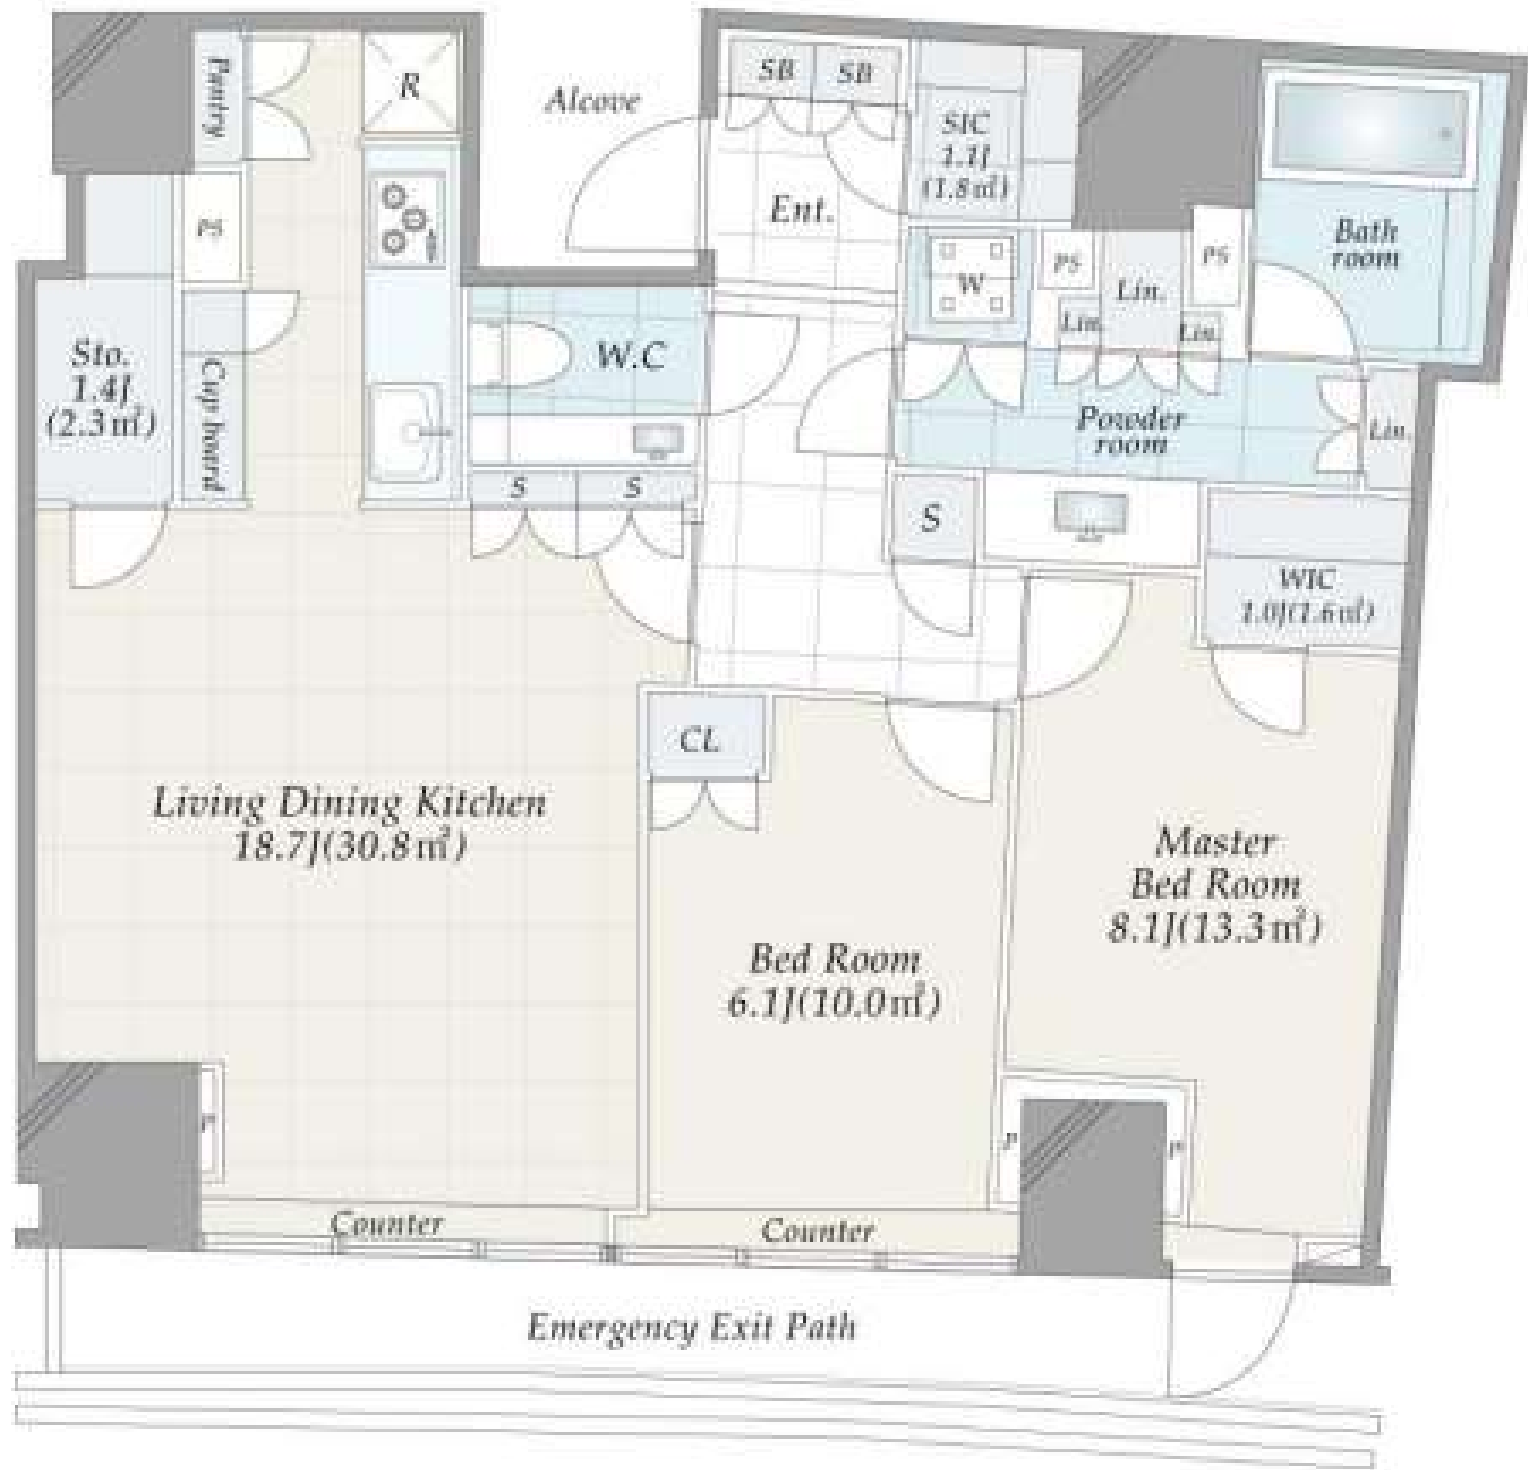 Pantry
R
Alcove
SB
SB
SIC
1.1J
(1.8㎡)
PS
Ent.
W
PS
Lin.
PS
Bath
room
Lin.
Lin.
Sto.
1.4J
(2.3㎡)
Cup board
W.C
Powder
room
Lin.
S
S
S
WIC
1.0J(1.6㎡)
CL
Living Dining Kitchen
18.7J(30.8㎡)
Master
Bed Room
8.1J(13.3㎡)
Bed Room
6.1J(10.0㎡)
P
P
P
Counter
Counter
Emergency Exit Path